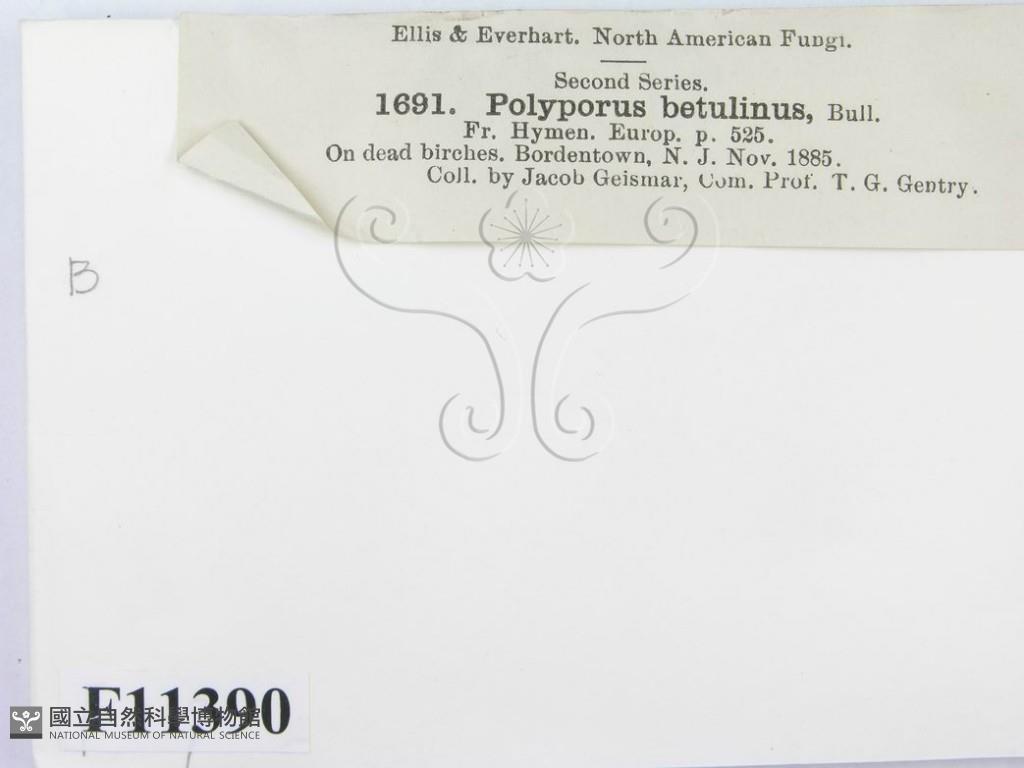 Ellis & Everhart. North American Fungi.
Second Series.
1691. Polyporus betulinus, Bull.
Fr. Hymen. Europ. p. 525.
On dead birches. Bordentown, N. J. Nov. 1885.
Coll. by Jacob Geismar, Com. Prof. T. G. Gentry.
B
F11390
國立自然科學博物館
NATIONAL MUSEUM OF NATURAL SCIENCE